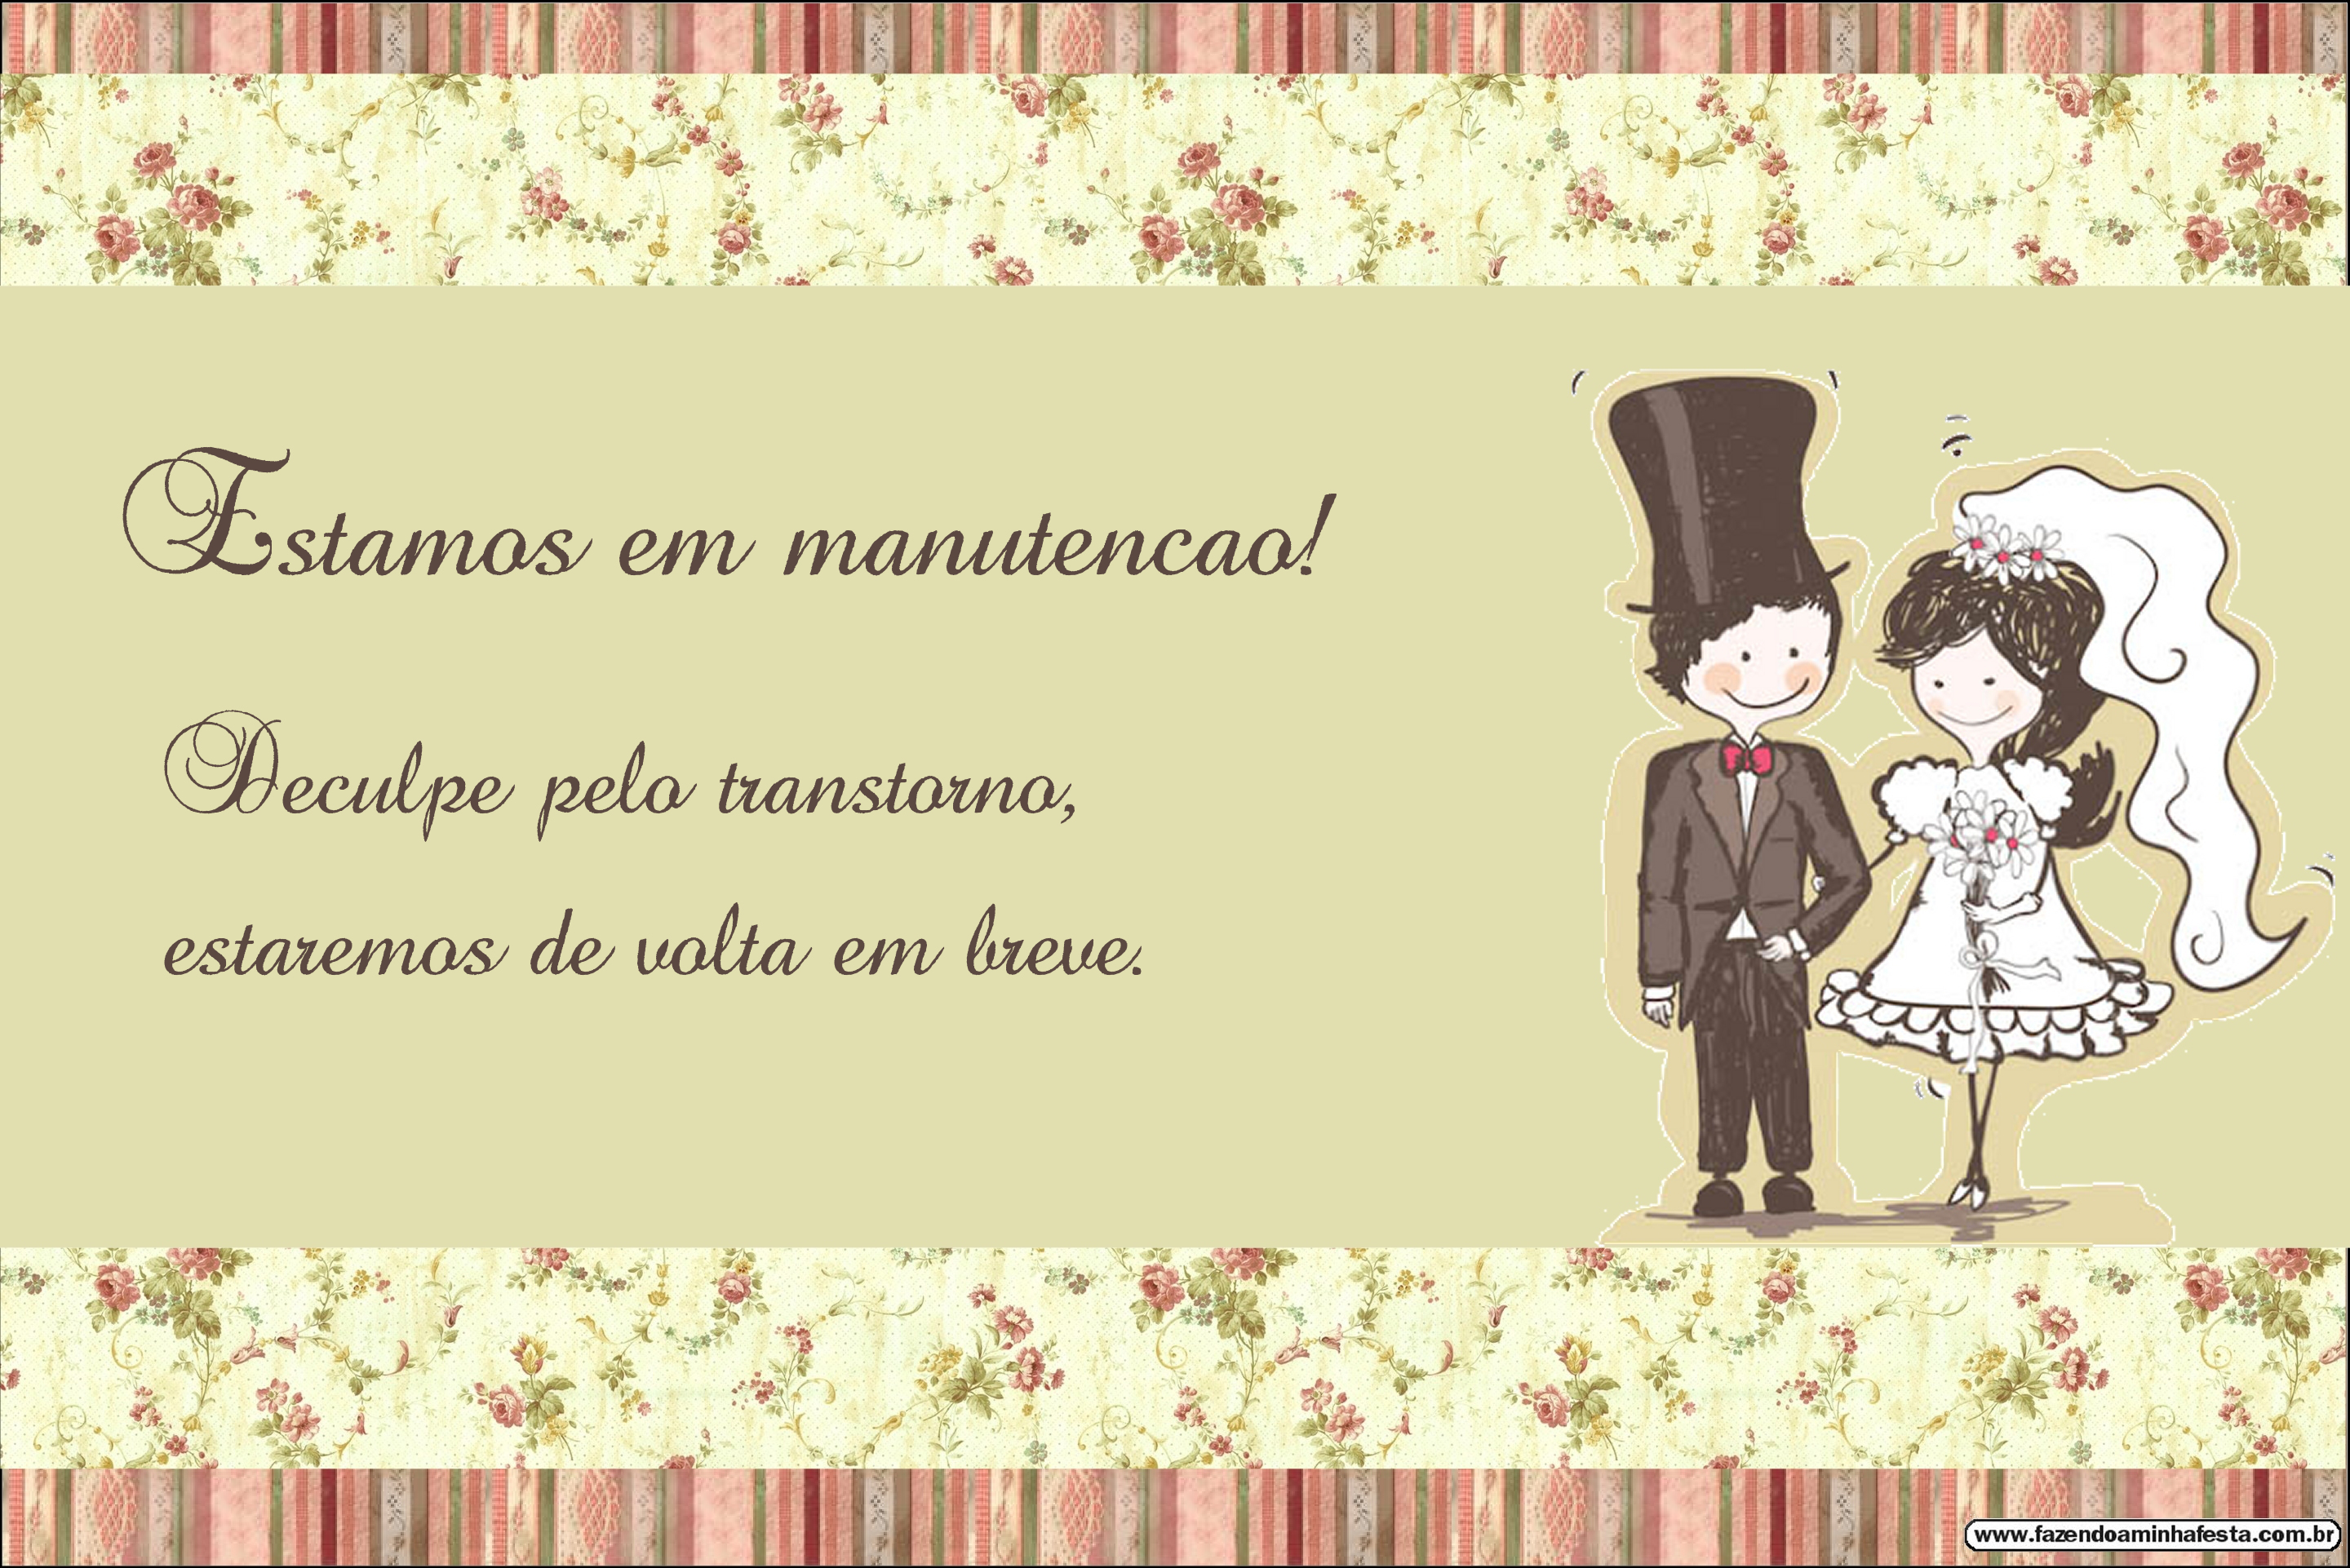 Estamos em manutencao!
Deculpe pelo transtorno,
estaremos de volta em breve.
www.fazendoaminhafesta.com.br